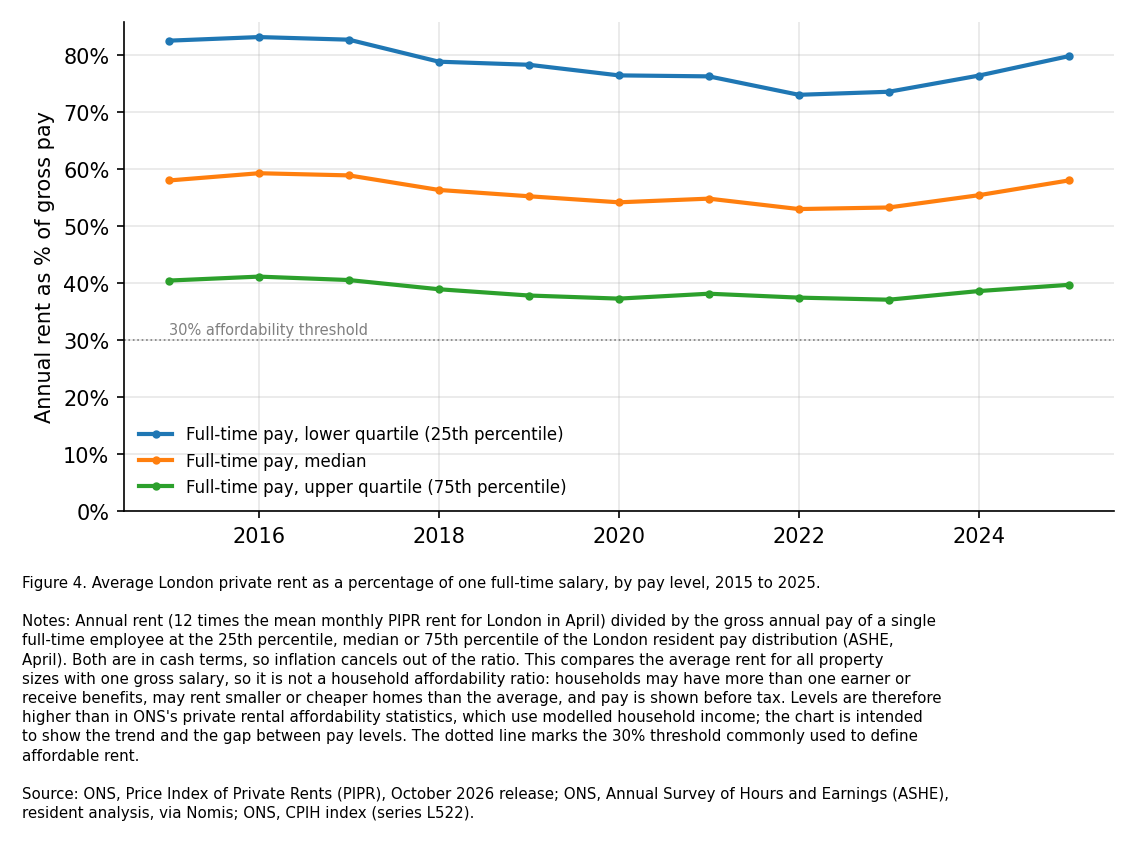 Annual rent as % of gross pay
80%
70%
60%
50%
40%
30%
20%
10%
0%
30% affordability threshold
Full-time pay, lower quartile (25th percentile)
Full-time pay, median
Full-time pay, upper quartile (75th percentile)
2016 2018 2020 2022 2024
Figure 4. Average London private rent as a percentage of one full-time salary, by pay level, 2015 to 2025.
Notes: Annual rent (12 times the mean monthly PIPR rent for London in April) divided by the gross annual pay of a single
full-time employee at the 25th percentile, median or 75th percentile of the London resident pay distribution (ASHE,
April). Both are in cash terms, so inflation cancels out of the ratio. This compares the average rent for all property
sizes with one gross salary, so it is not a household affordability ratio: households may have more than one earner or
receive benefits, may rent smaller or cheaper homes than the average, and pay is shown before tax. Levels are therefore
higher than in ONS's private rental affordability statistics, which use modelled household income; the chart is intended
to show the trend and the gap between pay levels. The dotted line marks the 30% threshold commonly used to define
affordable rent.
Source: ONS, Price Index of Private Rents (PIPR), October 2026 release; ONS, Annual Survey of Hours and Earnings (ASHE),
resident analysis, via Nomis; ONS, CPIH index (series L522).